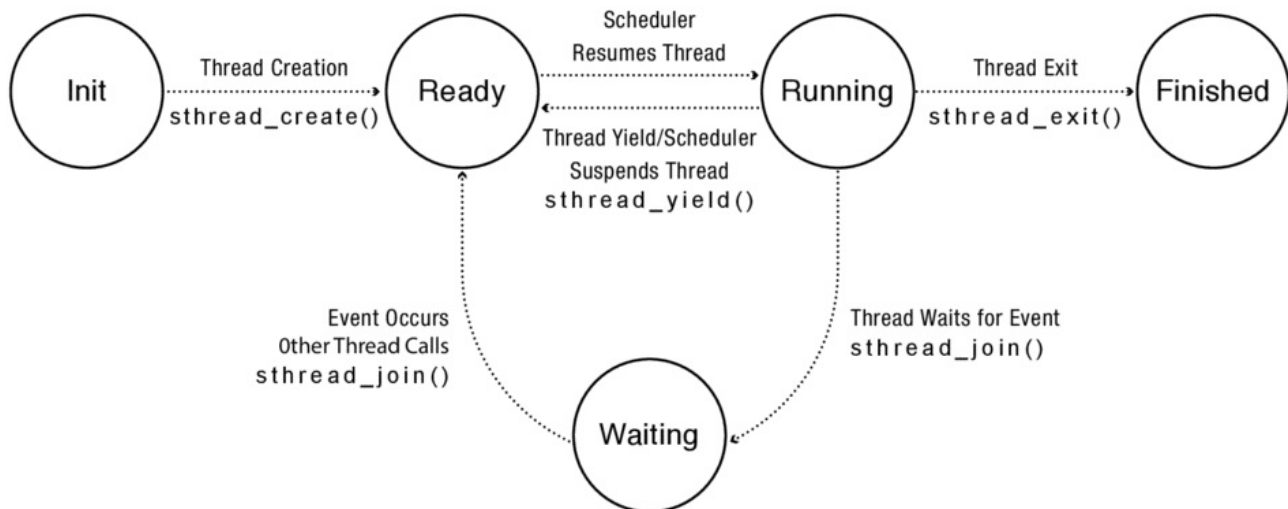 Init
Thread Creation
sthread_create()
Ready
Scheduler
Resumes Thread
Thread Yield/Scheduler
Suspends Thread
sthread_yield()
Running
Thread Exit
sthread_exit()
Finished
Event Occurs
Other Thread Calls
sthread_join()
Thread Waits for Event
sthread_join()
Waiting